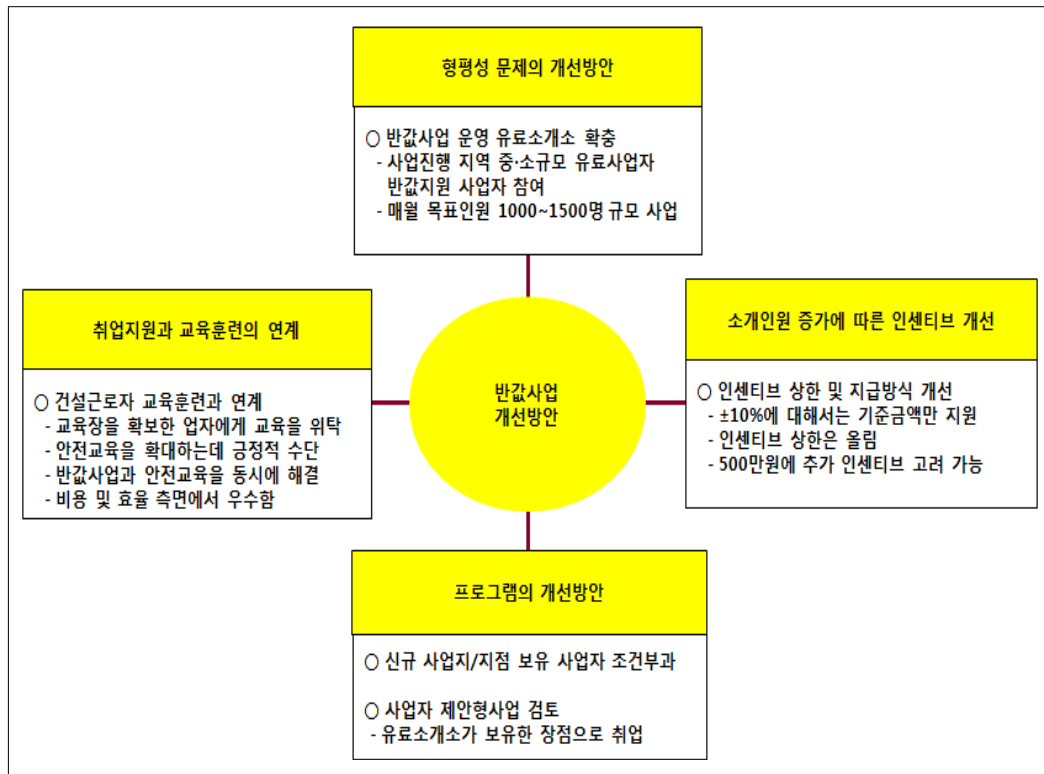 형평성 문제의 개선방안
○ 반값사업 운영 유료소개소 확충
- 사업진행 지역 중·소규모 유료사업자
반값지원 사업자 참여
- 매월 목표인원 1000~1500명 규모 사업
취업지원과 교육훈련의 연계
○ 건설근로자 교육훈련과 연계
- 교육장을 확보한 업자에게 교육을 위탁
- 안전교육을 확대하는데 긍정적 수단
- 반값사업과 안전교육을 동시에 해결
- 비용 및 효율 측면에서 우수함
반값사업
개선방안
소개인원 증가에 따른 인센티브 개선
○ 인센티브 상한 및 지급방식 개선
- ±10%에 대해서는 기준금액만 지원
- 인센티브 상한은 올림
- 500만원에 추가 인센티브 고려 가능
프로그램의 개선방안
○ 신규 사업지/지점 보유 사업자 조건부과
○ 사업자 제안형사업 검토
- 유료소개소가 보유한 장점으로 취업